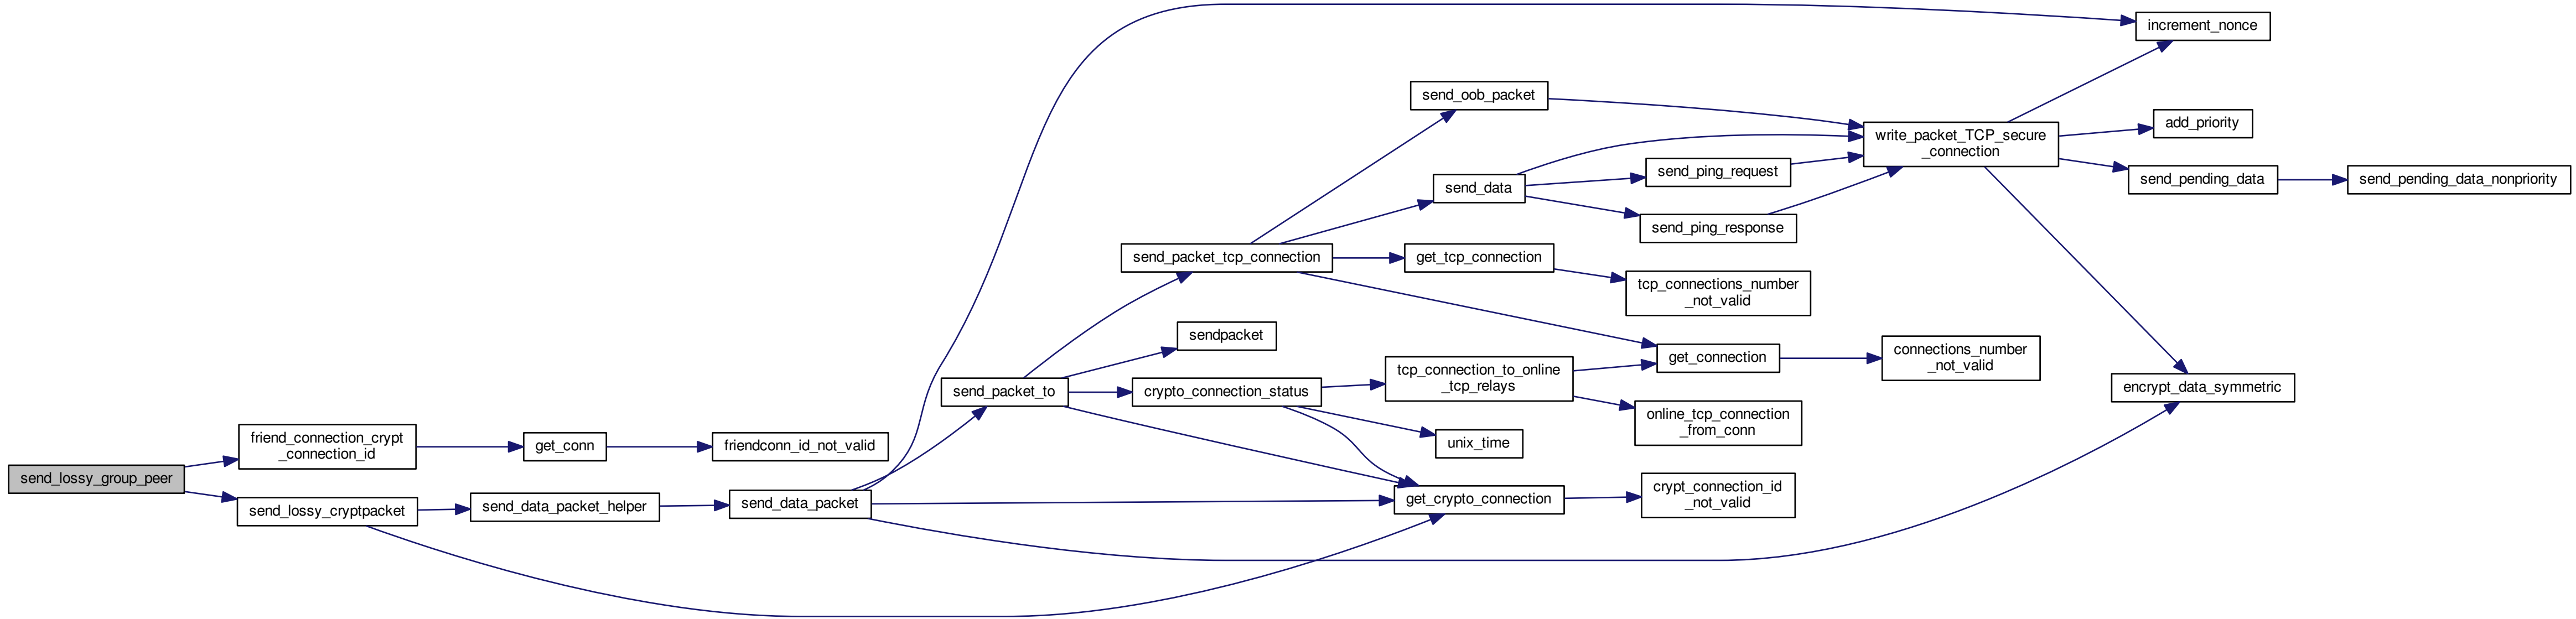 increment_nonce
send_oob_packet
add_priority
write_packet_TCP_secure
_connection
send_ping_request
send_pending_data
send_pending_data_nonpriority
send_data
send_ping_response
send_packet_tcp_connection
get_tcp_connection
tcp_connections_number
_not_valid
sendpacket
get_connection
connections_number
_not_valid
tcp_connection_to_online
_tcp_relays
send_packet_to
crypto_connection_status
encrypt_data_symmetric
online_tcp_connection
_from_conn
friend_connection_crypt
_connection_id
get_conn
friendconn_id_not_valid
unix_time
send_lossy_group_peer
send_lossy_cryptpacket
send_data_packet_helper
send_data_packet
get_crypto_connection
crypt_connection_id
_not_valid